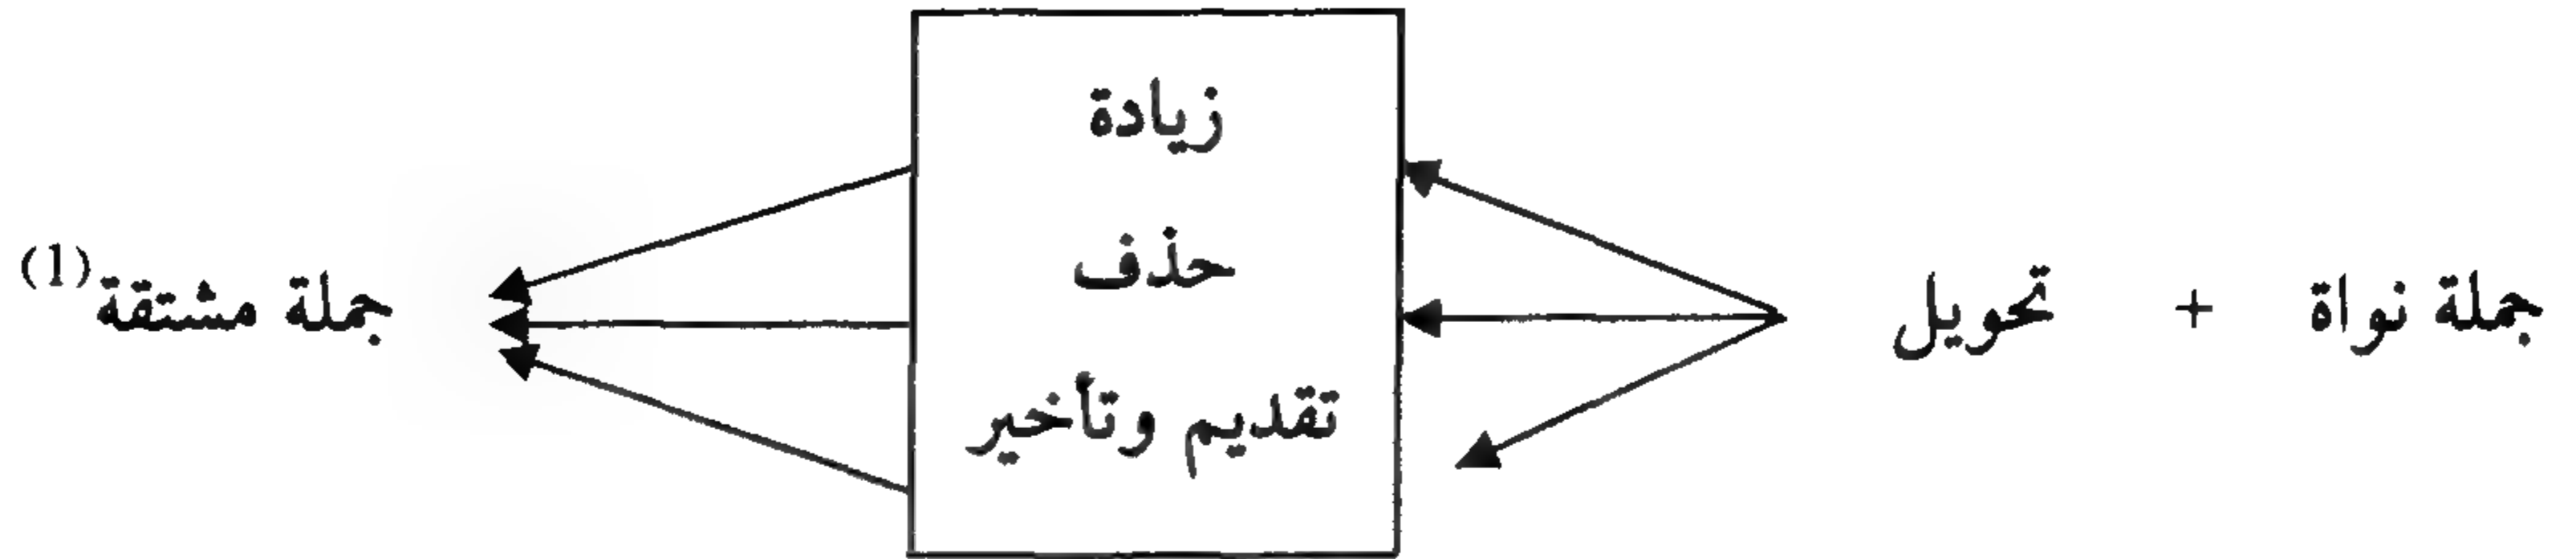 جملة نواة + تحويل
زيادة
حذف
تقديم وتأخير
جملة مشتقة(1)